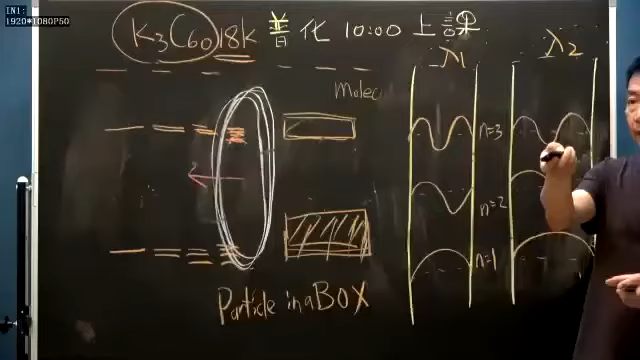 IN1:
1920*1080P50
K3C60 18K 普化 10:00 上課
λ1
λ2
Molec
n=3
n=2
n=1
Particle in a BOX